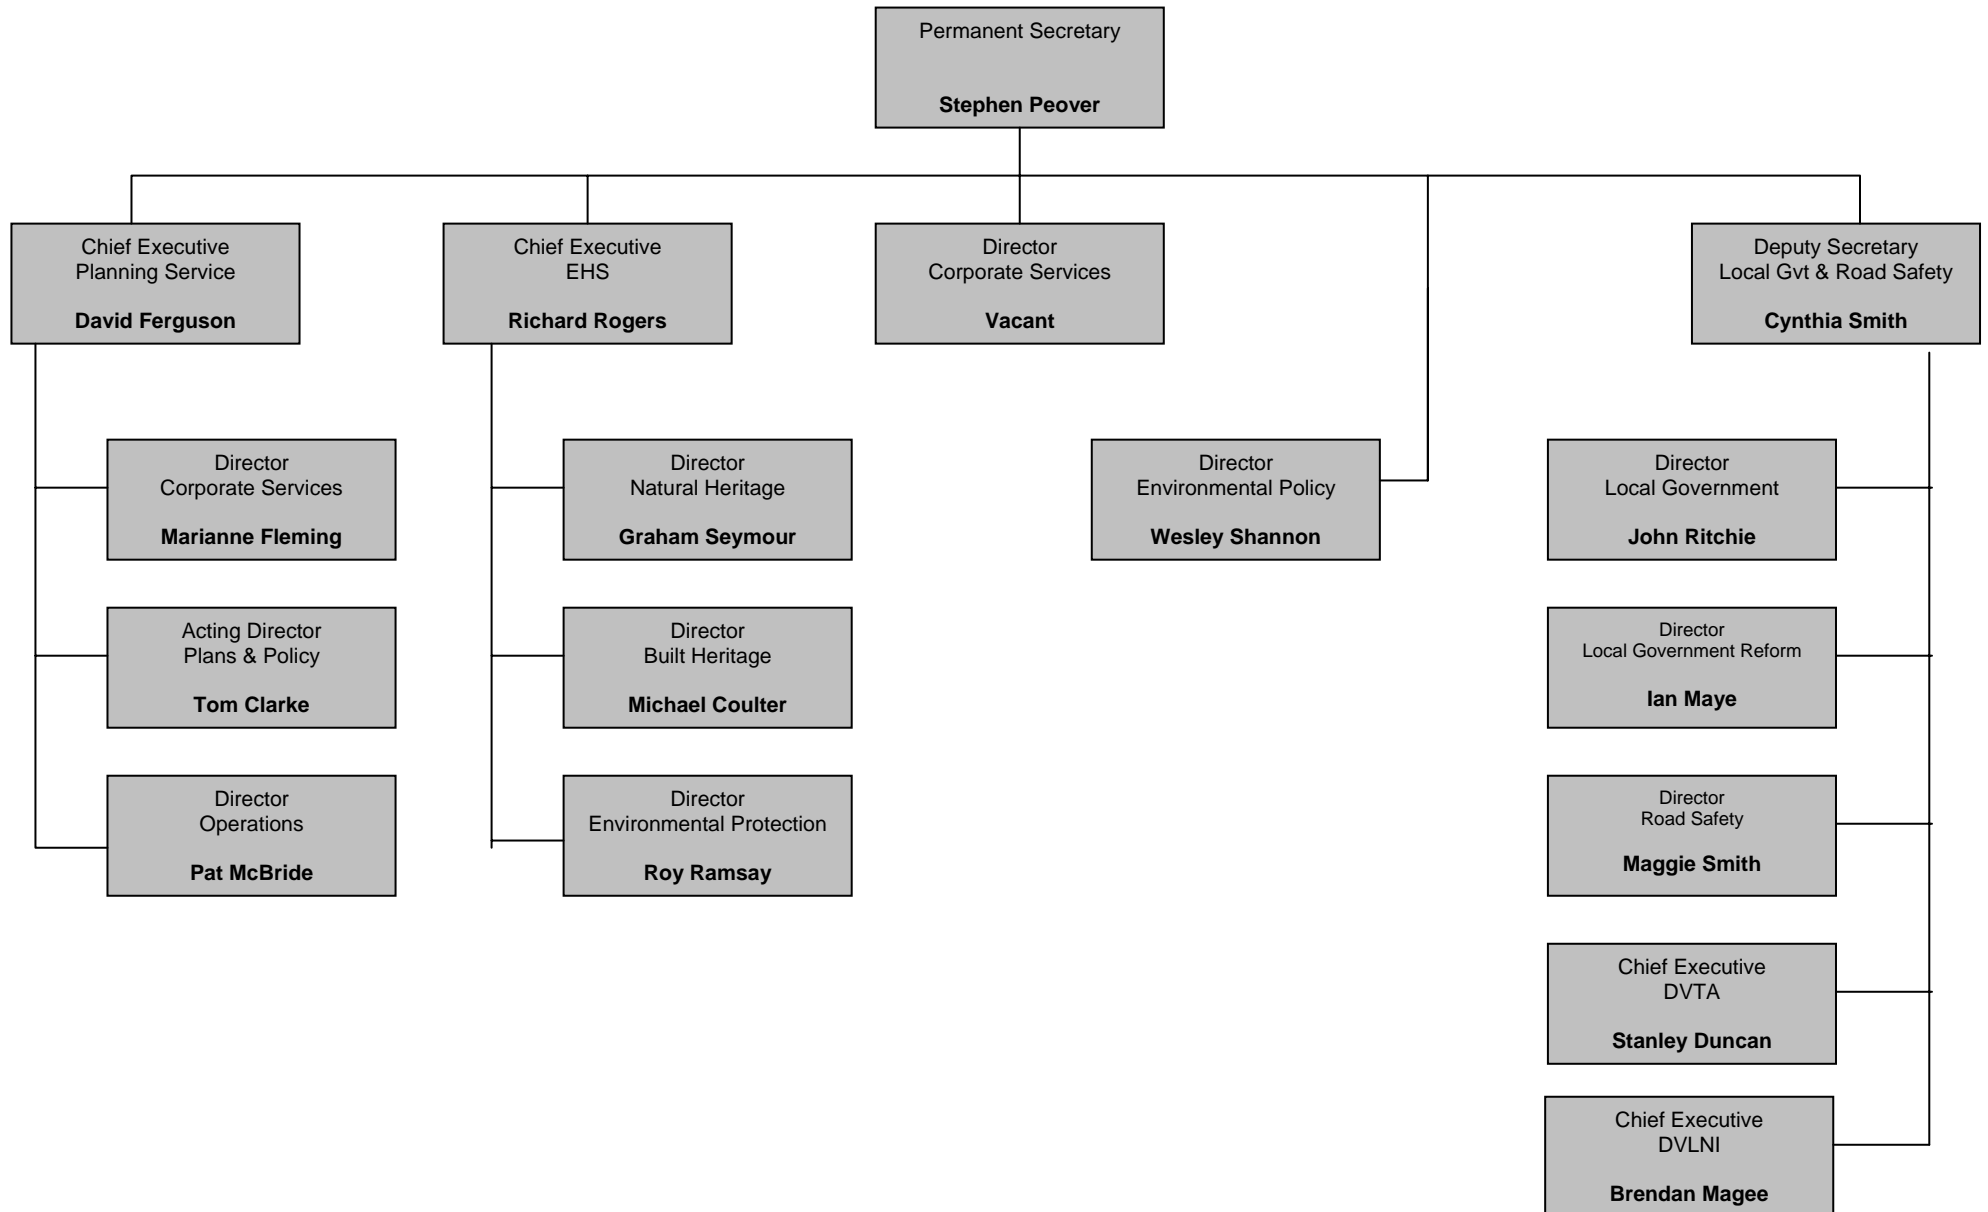 Permanent Secretary
Stephen Peover
Chief Executive
Planning Service
David Ferguson
Chief Executive
EHS
Richard Rogers
Director
Corporate Services
Vacant
Deputy Secretary
Local Gvt & Road Safety
Cynthia Smith
Director
Corporate Services
Marianne Fleming
Director
Natural Heritage
Graham Seymour
Director
Environmental Policy
Wesley Shannon
Director
Local Government
John Ritchie
Acting Director
Plans & Policy
Tom Clarke
Director
Built Heritage
Michael Coulter
Director
Local Government Reform
Ian Maye
Director
Operations
Pat McBride
Director
Environmental Protection
Roy Ramsay
Director
Road Safety
Maggie Smith
Chief Executive
DVTA
Stanley Duncan
Chief Executive
DVLNI
Brendan Magee